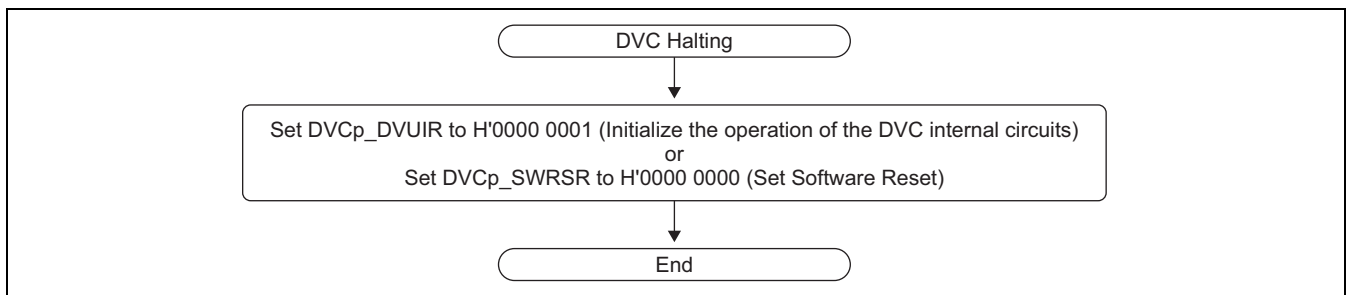 DVC Halting
Set DVCp_DVUIR to H'0000 0001 (Initialize the operation of the DVC internal circuits)
or
Set DVCp_SWRSR to H'0000 0000 (Set Software Reset)
End